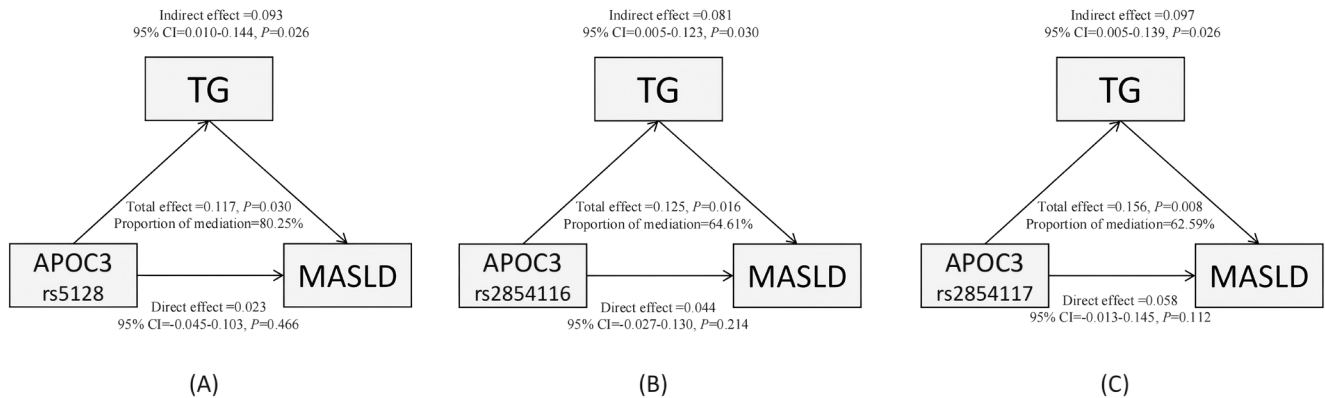 Indirect effect =0.093
95% CI=0.010-0.144, P=0.026
TG
Total effect =0.117, P=0.030
Proportion of mediation=80.25%
APOC3
rs5128
MASLD
Direct effect =0.023
95% CI=-0.045-0.103, P=0.466
(A)
Indirect effect =0.081
95% CI=0.005-0.123, P=0.030
TG
Total effect =0.125, P=0.016
Proportion of mediation=64.61%
APOC3
rs2854116
MASLD
Direct effect =0.044
95% CI=-0.027-0.130, P=0.214
(B)
Indirect effect =0.097
95% CI=0.005-0.139, P=0.026
TG
Total effect =0.156, P=0.008
Proportion of mediation=62.59%
APOC3
rs2854117
MASLD
Direct effect =0.058
95% CI=-0.013-0.145, P=0.112
(C)